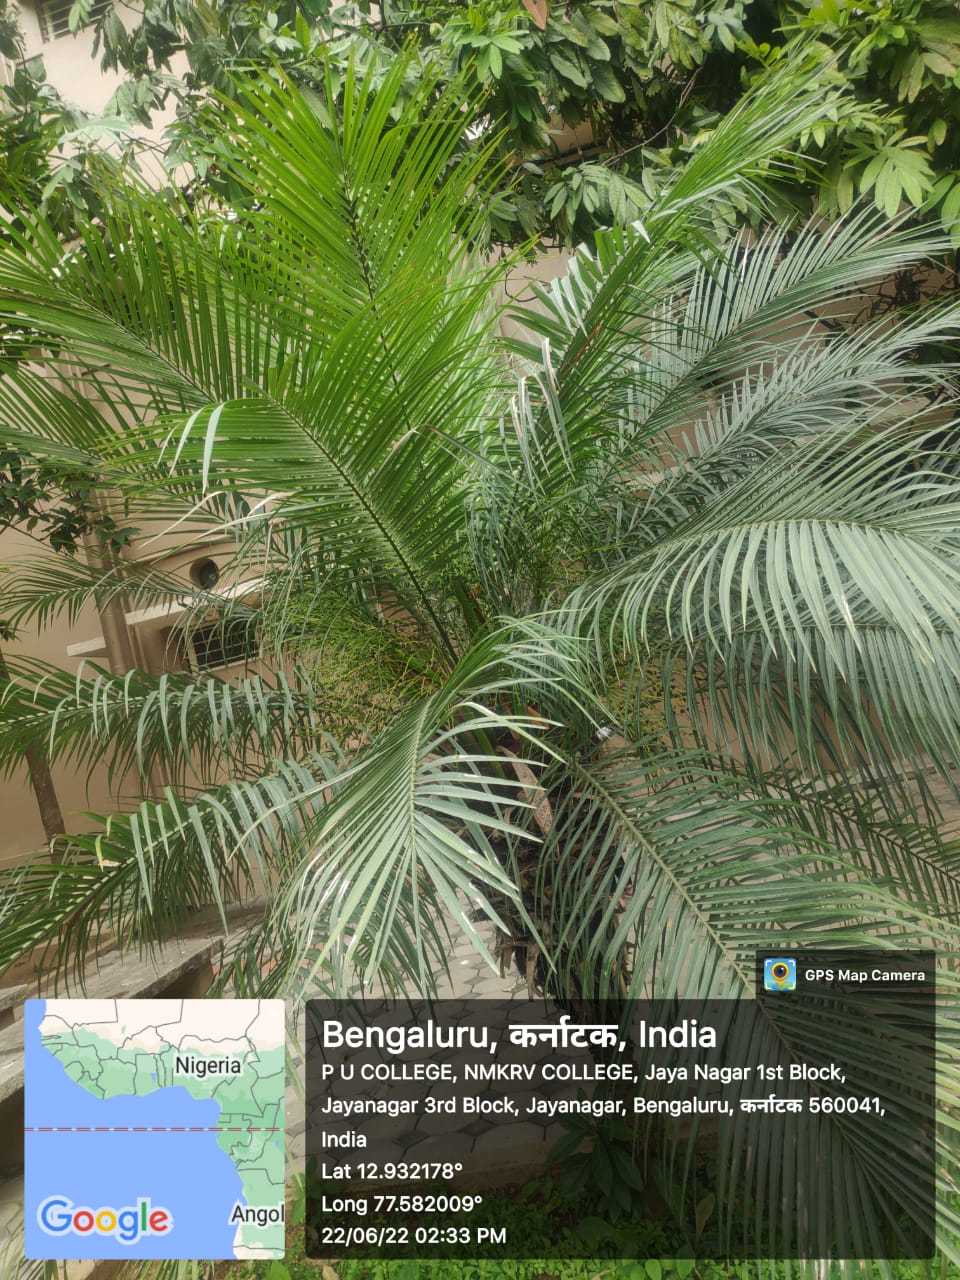 GPS Map Camera
Bengaluru, कर्नाटक, India
P U COLLEGE, NMKRV COLLEGE, Jaya Nagar 1st Block,
Jayanagar 3rd Block, Jayanagar, Bengaluru, कर्नाटक 560041,
India
Lat 12.932178°
Long 77.582009°
22/06/22 02:33 PM
Nigeria
Angol
Google